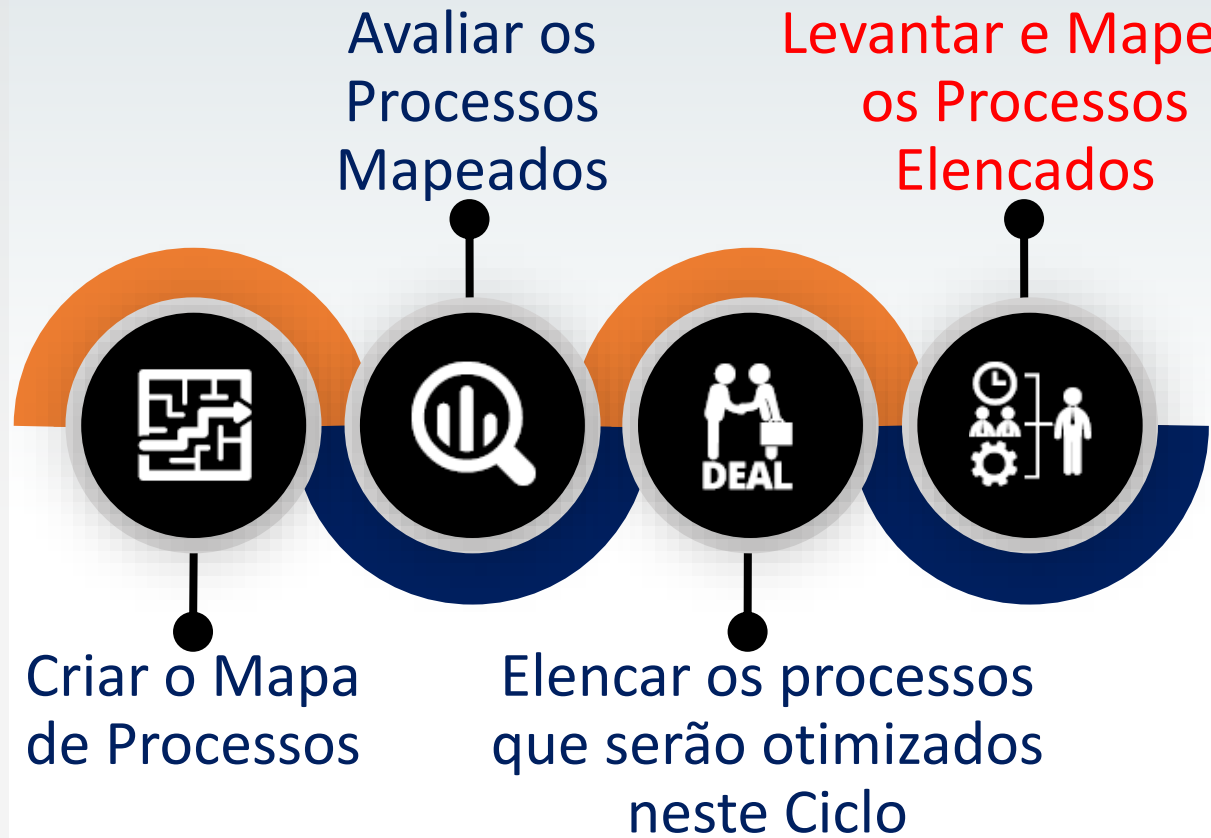 Avaliar os
Processos
Mapeados
Levantar e Mape
os Processos
Elencados
DEAL
Criar o Mapa
de Processos
Elencar os processos
que serão otimizados
neste Ciclo